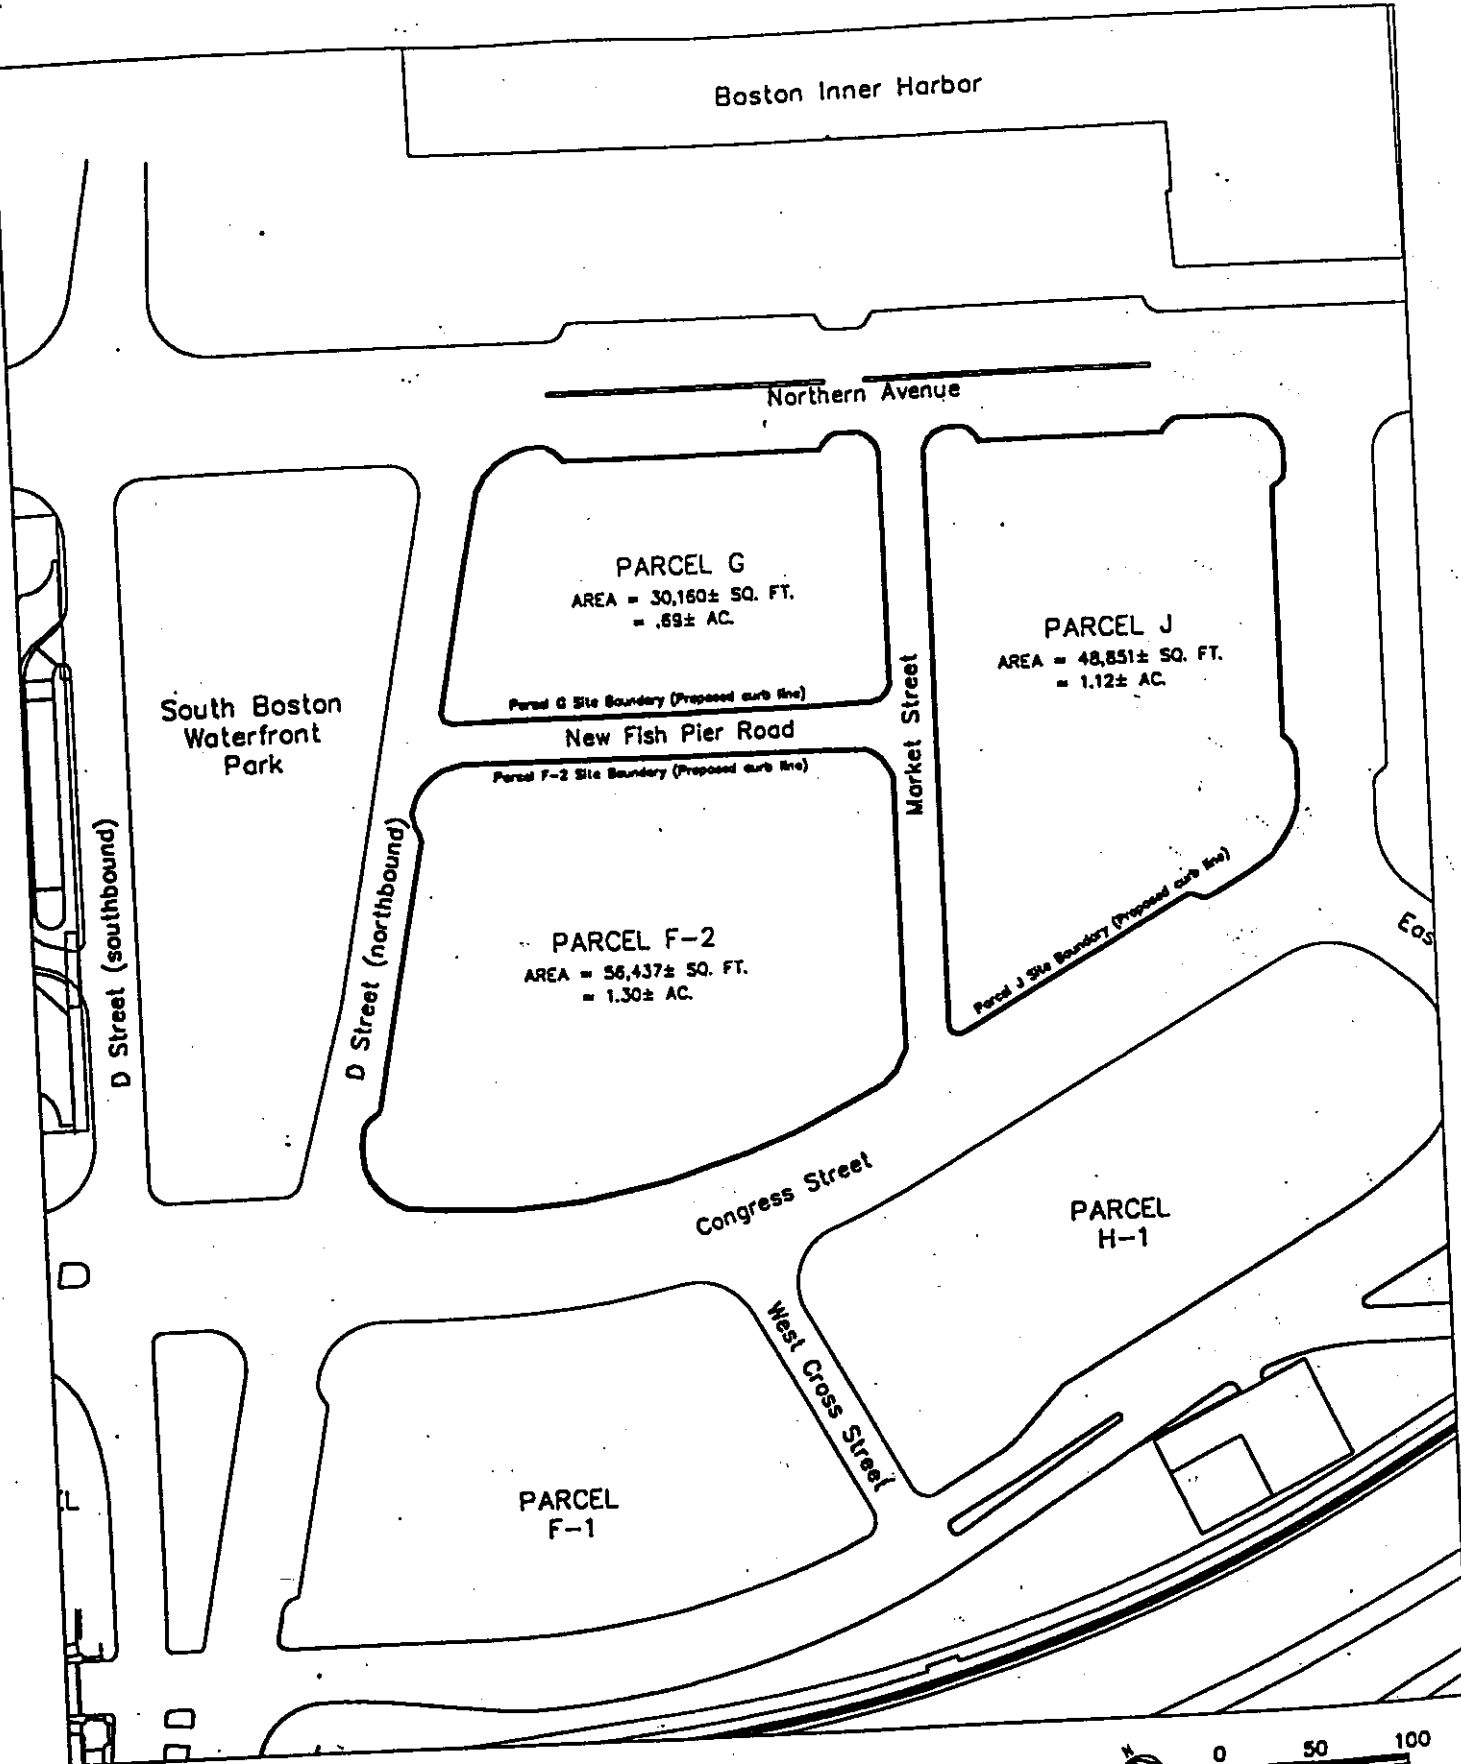 Boston Inner Harbor
Northern Avenue
PARCEL G
AREA = 30,160± SQ. FT.
= .69± AC.
PARCEL J
AREA = 48,851± SQ. FT.
= 1.12± AC.
Parcel G Site Boundary (Proposed curb line)
New Fish Pier Road
Parcel F-2 Site Boundary (Proposed curb line)
Market Street
South Boston
Waterfront
Park
D Street (southbound)
D Street (northbound)
PARCEL F-2
AREA = 56,437± SQ. FT.
= 1.30± AC.
Parcel J Site Boundary (Proposed curb line)
Eas
Congress Street
PARCEL
H-1
D
West Cross Street
L
PARCEL
F-1
N
0 50 100